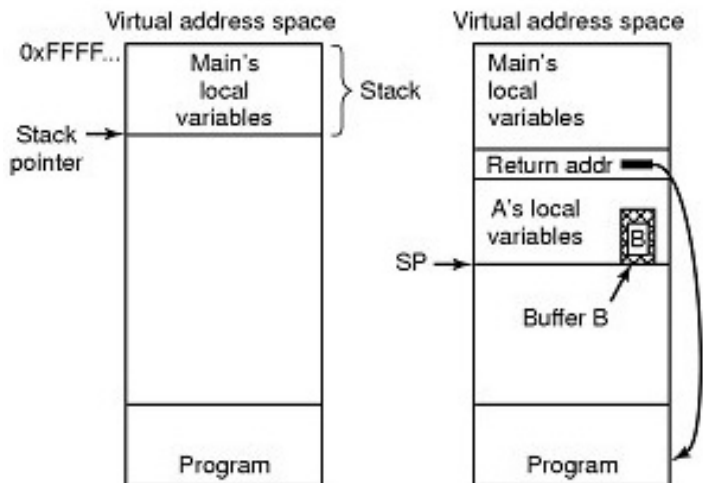 Virtual address space
0xFFFF...
Main's
local
variables
Stack
Stack
pointer
Program
Virtual address space
Main's
local
variables
Return addr
A's local
variables
B
SP
Buffer B
Program